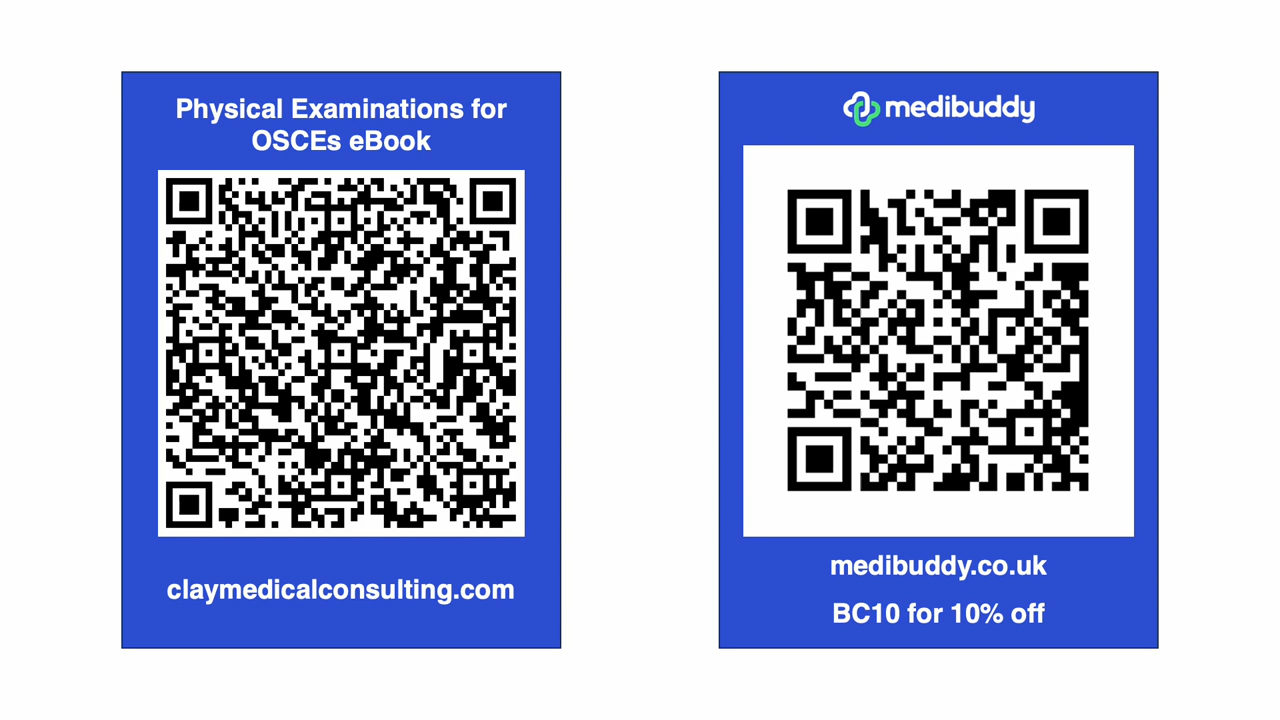 Physical Examinations for
OSCEs eBook
claymedicalconsulting.com
medibuddy
medibuddy.co.uk
BC10 for 10% off